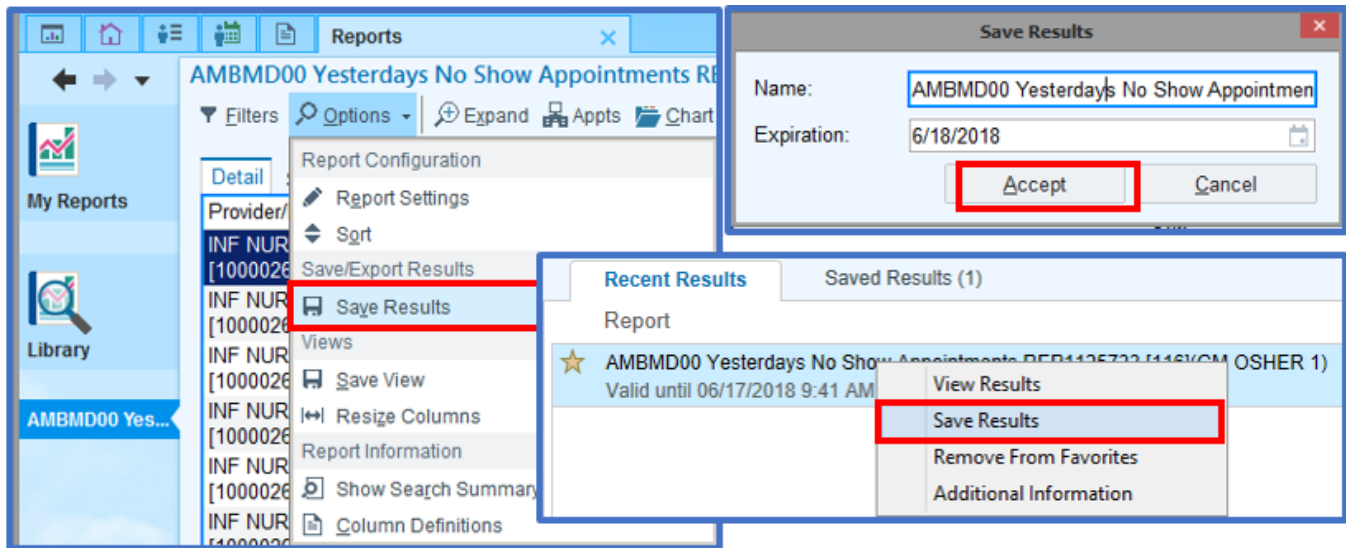 Reports
AMBMD00 Yesterdays No Show Appointments
Filters Options Expand Appts Chart
Report Configuration
Detail
Report Settings
My Reports
Provider/
Sort
INF NUR
[1000026
Save/Export Results
INF NUR
[1000026
Save Results
Library
Views
INF NUR
[1000026
Save View
AMBMD00 Yes...
INF NUR
[1000026
Resize Columns
Report Information
INF NUR
[1000026
Show Search Summary
INF NUR
Column Definitions
Save Results
Name: AMBMD00 Yesterdays No Show Appointmen
Expiration: 6/18/2018
Accept Cancel
Recent Results Saved Results (1)
Report
AMBMD00 Yesterdays No Show Appointments REP1125722 [116](CM OSHER 1)
Valid until 06/17/2018 9:41 AM
View Results
Save Results
Remove From Favorites
Additional Information